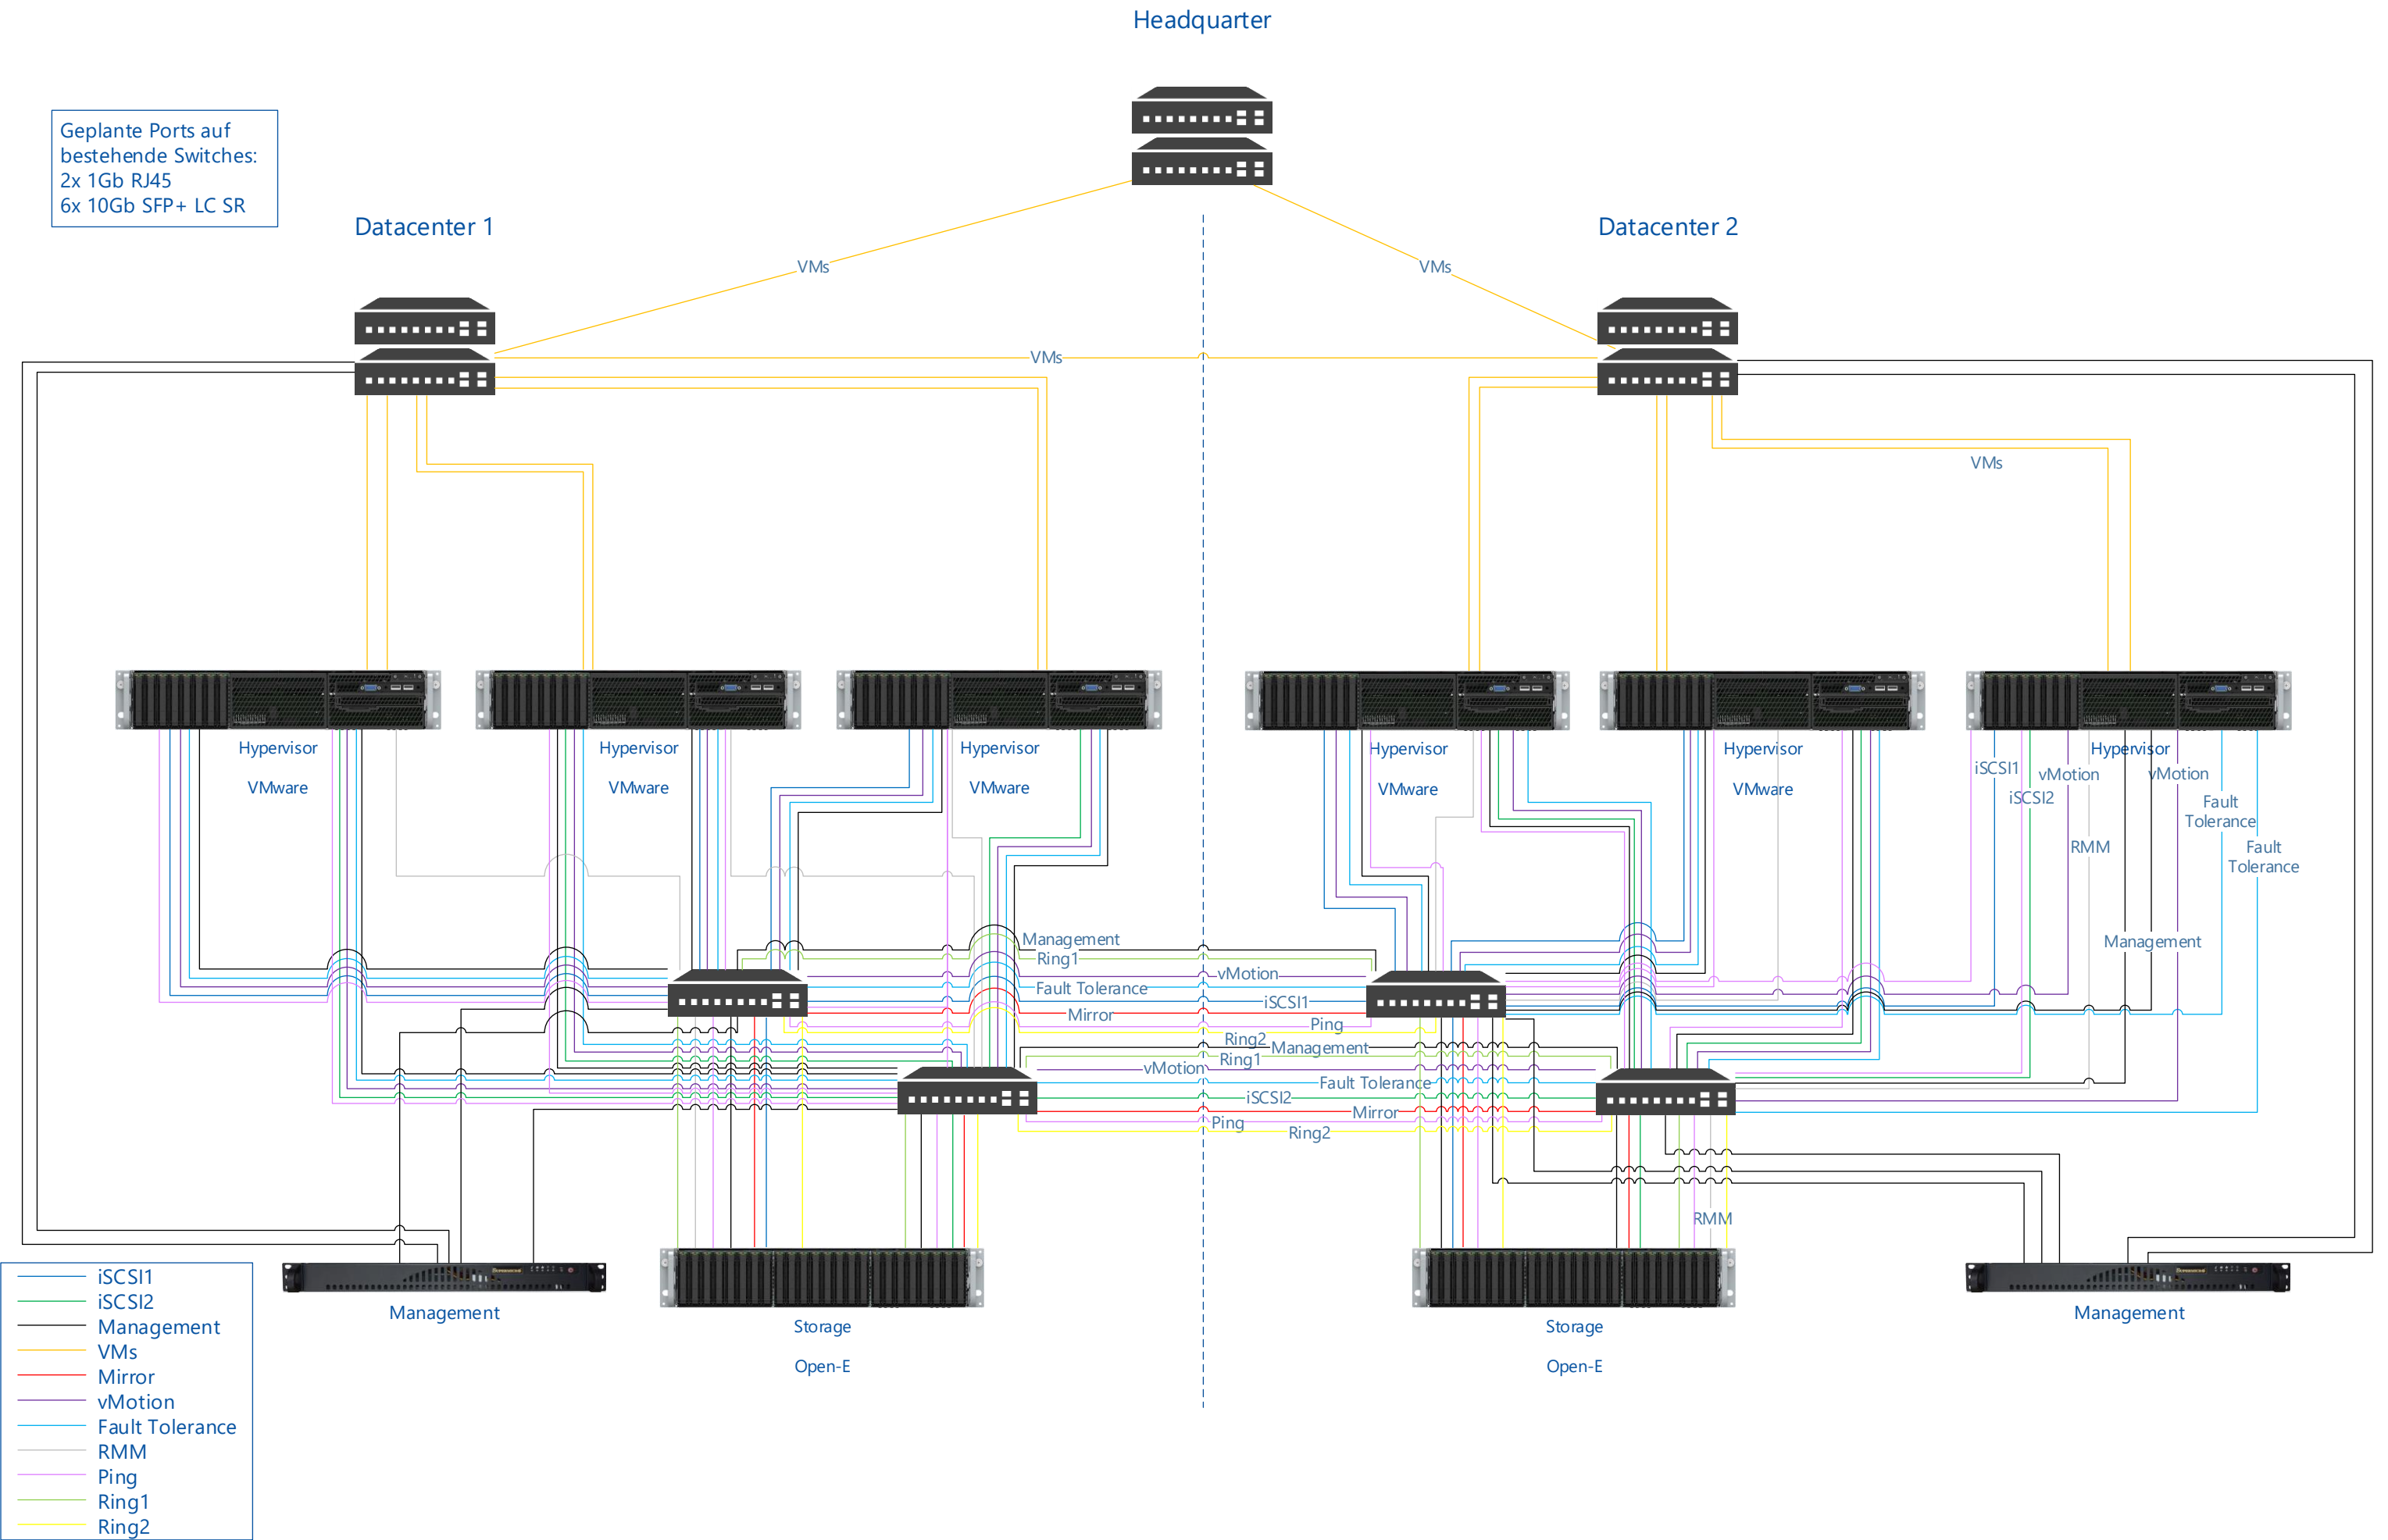 Headquarter
Geplante Ports auf
bestehende Switches:
2x 1Gb RJ45
6x 10Gb SFP+ LC SR
Datacenter 1
Datacenter 2
VMs
VMs
VMs
VMs
Hypervisor
VMware
Hypervisor
VMware
Hypervisor
VMware
Hypervisor
VMware
Hypervisor
VMware
Hypervisor
iSCSI1
vMotion
vMotion
iSCSI2
Fault
Tolerance
RMM
Fault
Tolerance
Management
Management
Ring1
vMotion
Fault Tolerance
iSCSI1
Mirror
Ping
Ring2
Management
Ring1
vMotion
Fault Tolerance
iSCSI2
Mirror
Ping
Ring2
RMM
Management
Storage
Open-E
Storage
Open-E
Management
iSCSI1
iSCSI2
Management
VMs
Mirror
vMotion
Fault Tolerance
RMM
Ping
Ring1
Ring2